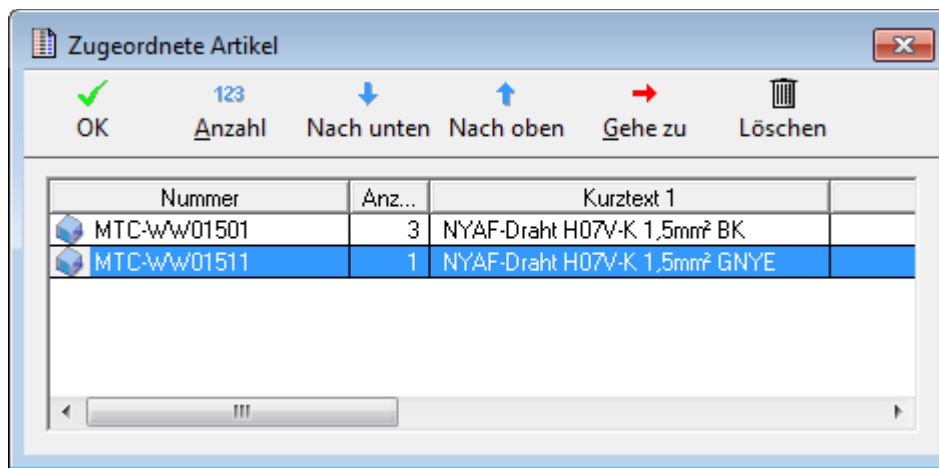 Zugeordnete Artikel
123
OK Anzahl Nach unten Nach oben Gehe zu Löschen
Nummer Anz... Kurztext 1
MTC-WW01501 3 NYAF-Draht H07V-K 1,5mm² BK
MTC-WW01511 1 NYAF-Draht H07V-K 1,5mm² GNYE